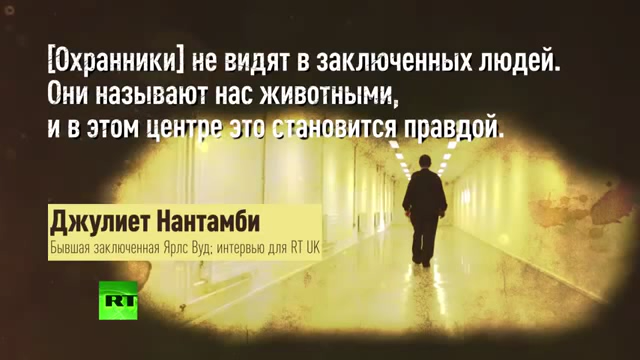 [Охранники] не видят в заключенных людей.
Они называют нас животными,
и в этом центре это становится правдой.
Джулиет Нантамби
Бывшая заключенная Ярлс Вуд; интервью для RT UK
RT